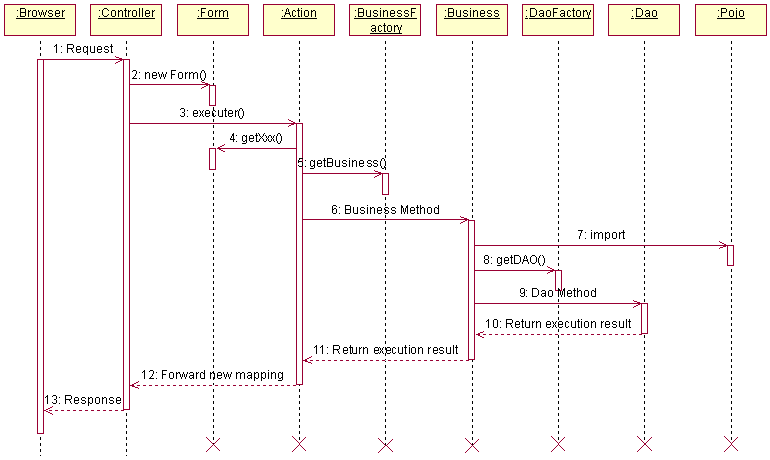 :Browser
:Controller
:Form
:Action
:BusinessF
actory
:Business
:DaoFactory
:Dao
:Pojo
1: Request
2: new Form()
3: executer()
4: getXxx()
5: getBusiness()
6: Business Method
7: import
8: getDAO()
9: Dao Method
10: Return execution result
11: Return execution result
12: Forward new mapping
13: Response